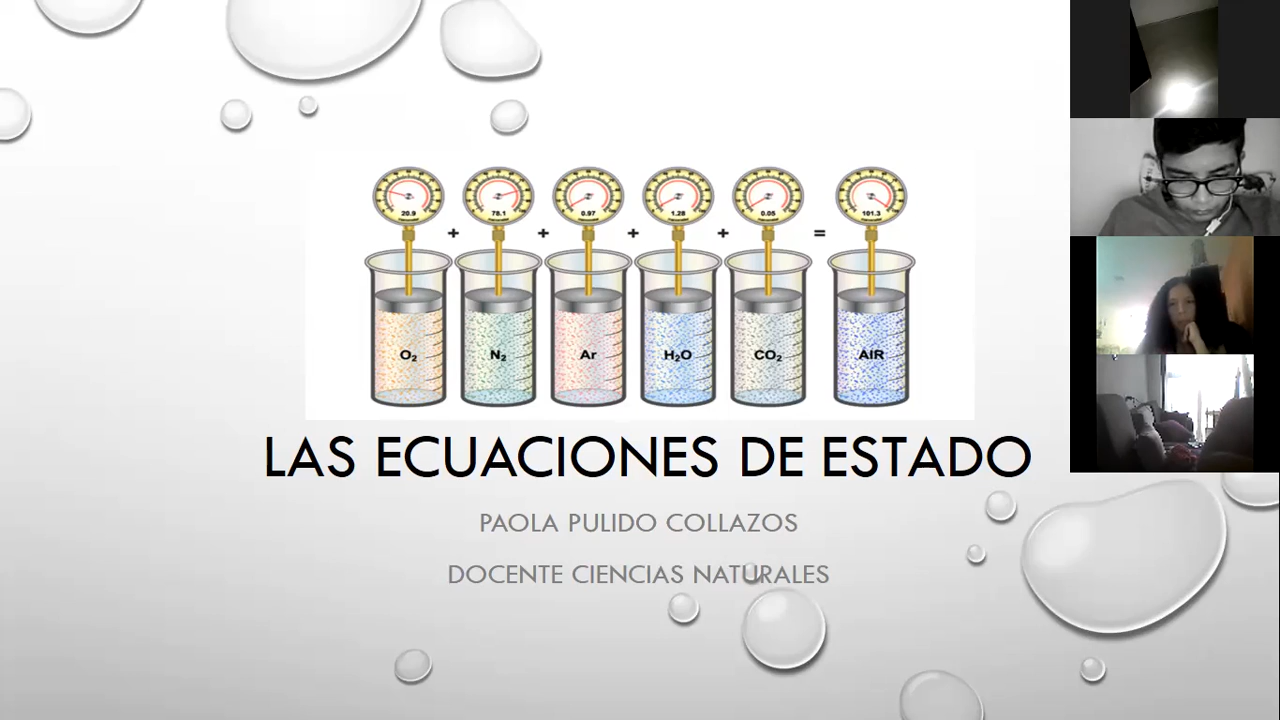 20.9 78.1 0.97 1.28 0.05 101.3
+ + + + =
O₂ N₂ Ar H₂O CO₂ AIR
LAS ECUACIONES DE ESTADO
PAOLA PULIDO COLLAZOS
DOCENTE CIENCIAS NATURALES